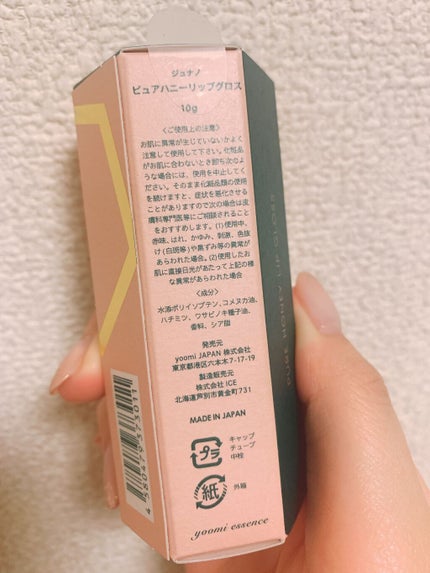 ジュナノ
ピュアハニーリップグロス
10g
＜ご使用上の注意＞
お肌に異常が生じていないかよく
注意して使用して下さい。化粧品
がお肌に合わないとき即ち次のよ
うな場合には、使用を中止してく
ださい。そのまま化粧品類の使用
を続けますと、症状を悪化させる
ことがありますので次の場合は皮
膚科専門医等にご相談されること
をおすすめします。(1)使用中、
赤味、はれ、かゆみ、刺激、色抜
け(白斑等)や黒ずみ等の異常が
あらわれた場合。(2)使用したお
肌に直接日光があたって上記の様
な異常があらわれた場合
＜成分＞
水添ポリイソブテン、コメヌカ油、
ハチミツ、ワサビノキ種子油、
香料、シア脂
発売元
yoomi JAPAN 株式会社
東京都港区六本木7-17-19
製造販売元
株式会社 ICE
北海道芦別市黄金町731
MADE IN JAPAN
プラ
キャップ
チューブ
中栓
紙
外箱
yoomi essence
PURE HONEY LIP GLOSS